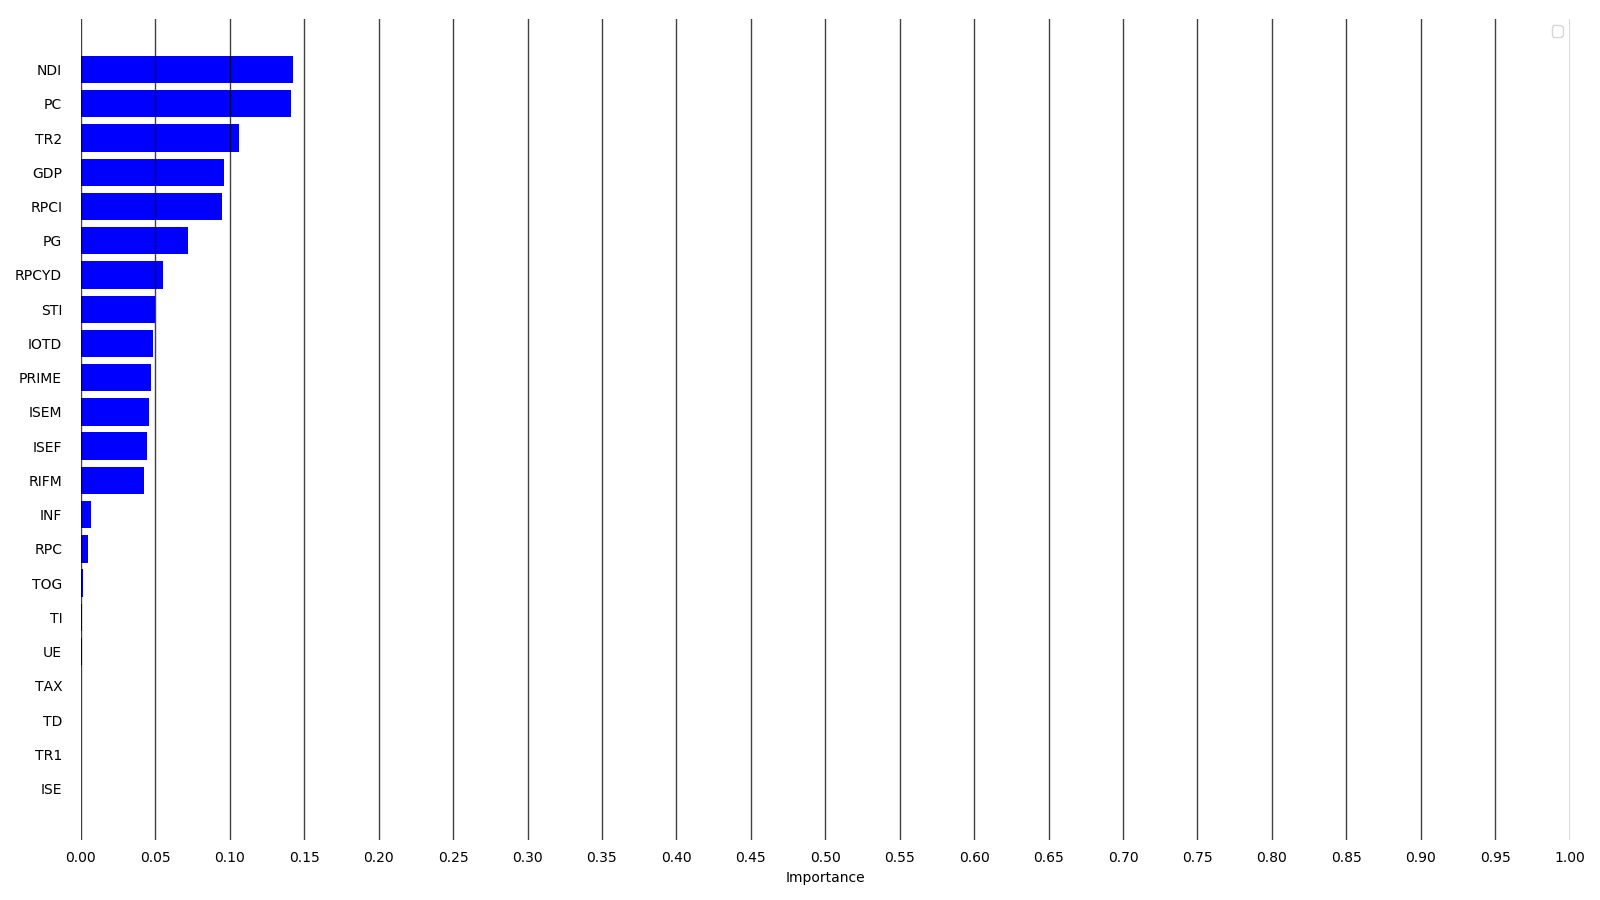 NDI
PC
TR2
GDP
RPCI
PG
RPCYD
STI
IOTD
PRIME
ISEM
ISEF
RIFM
INF
RPC
TOG
TI
UE
TAX
TD
TR1
ISE
0.00 0.05 0.10 0.15 0.20 0.25 0.30 0.35 0.40 0.45 0.50 0.55 0.60 0.65 0.70 0.75 0.80 0.85 0.90 0.95 1.00
Importance